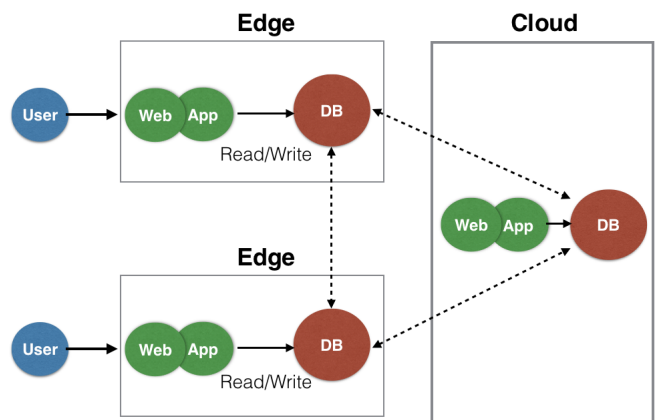 Edge
Cloud
User
Web App
DB
Read/Write
Web App
DB
Edge
User
Web App
DB
Read/Write